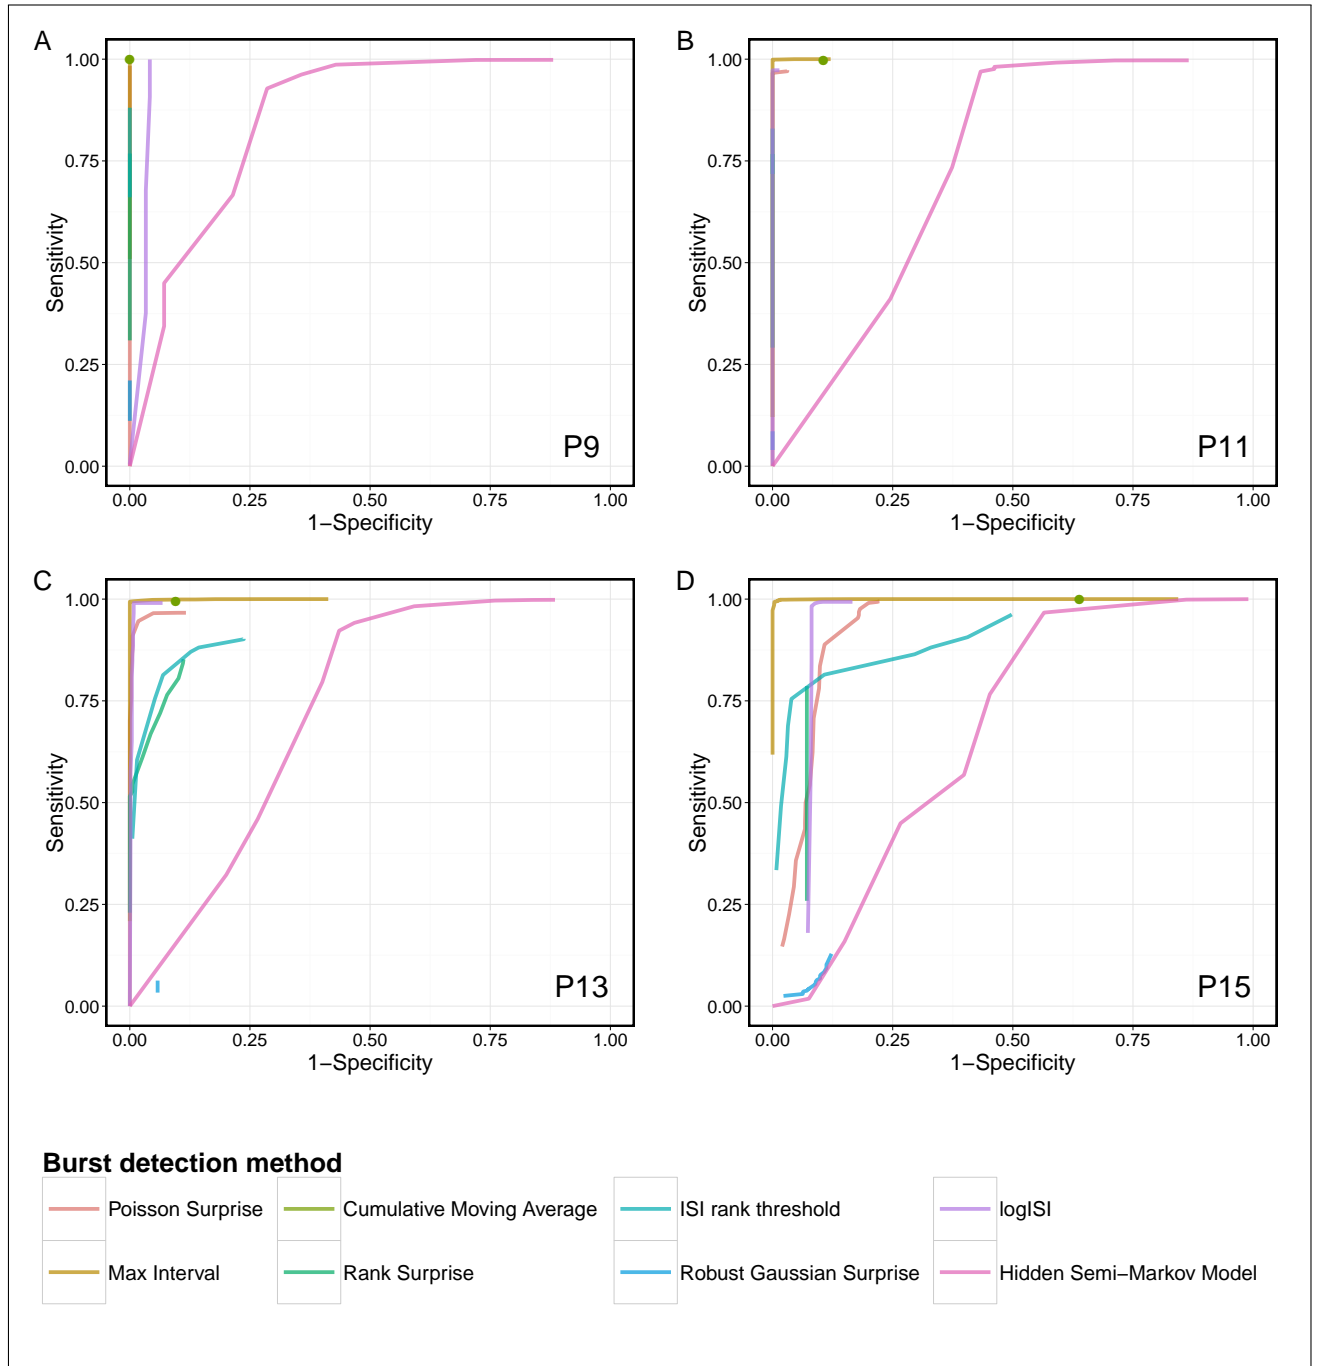 A
1.00
0.75
0.50
0.25
0.00
Sensitivity
P9
0.00 0.25 0.50 0.75 1.00
1−Specificity
B
1.00
0.75
0.50
0.25
0.00
Sensitivity
P11
0.00 0.25 0.50 0.75 1.00
1−Specificity
C
1.00
0.75
0.50
0.25
0.00
Sensitivity
P13
0.00 0.25 0.50 0.75 1.00
1−Specificity
D
1.00
0.75
0.50
0.25
0.00
Sensitivity
P15
0.00 0.25 0.50 0.75 1.00
1−Specificity
Burst detection method
Poisson Surprise Cumulative Moving Average ISI rank threshold logISI
Max Interval Rank Surprise Robust Gaussian Surprise Hidden Semi−Markov Model